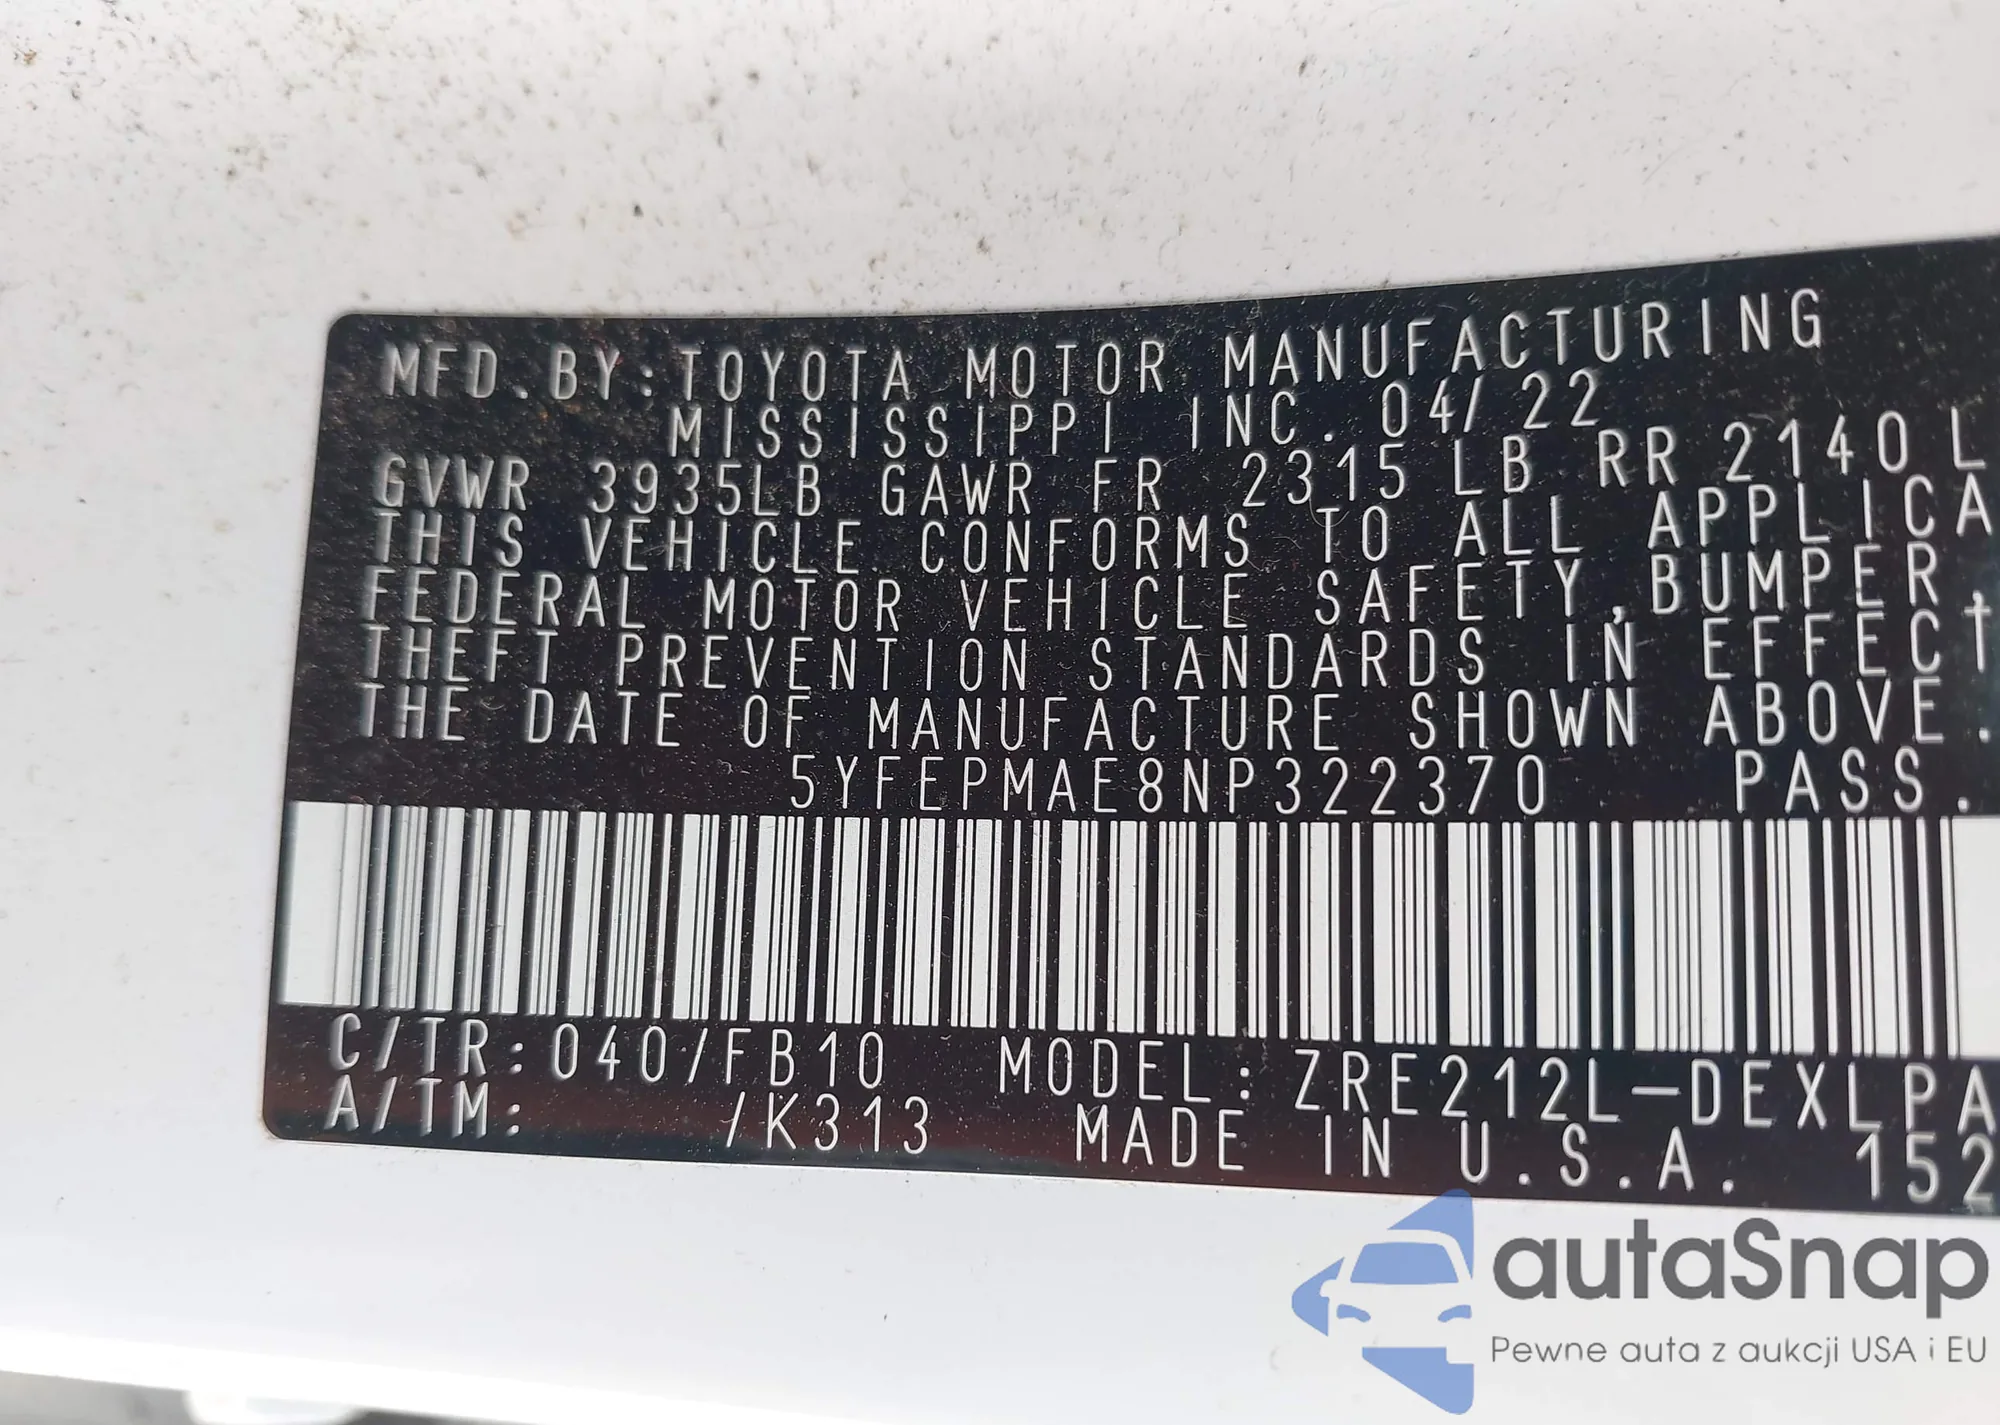 MFD.BY:TOYOTA MOTOR MANUFACTURING
MISSISSIPPI INC. 04/22
GVWR 3935LB GAWR FR 2315 LB RR 2140 L
THIS VEHICLE CONFORMS TO ALL APPLICA
FEDERAL MOTOR VEHICLE SAFETY,BUMPER,
THEFT PREVENTION STANDARDS IN EFFECT
THE DATE OF MANUFACTURE SHOWN ABOVE.
5YFEPMAE8NP322370 PASS.
C/TR:040/FB10 MODEL:ZRE212L-DEXLPA
A/TM: /K313 MADE IN U.S.A. 152
autaSnap
Pewne auta z aukcji USA i EU